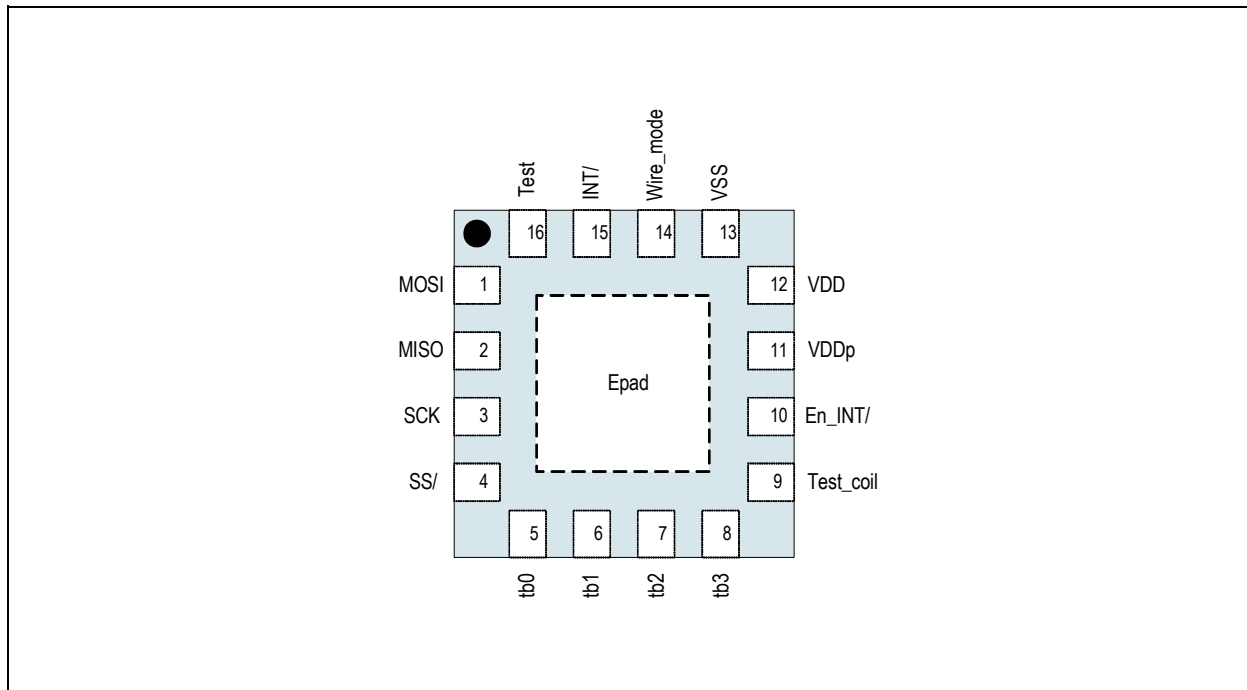 Test INT/ Wire_mode VSS
16 15 14 13
MOSI 1 12 VDD
MISO 2 11 VDDp
Epad
SCK 3 10 En_INT/
SS/ 4 9 Test_coil
5 6 7 8
tb0 tb1 tb2 tb3